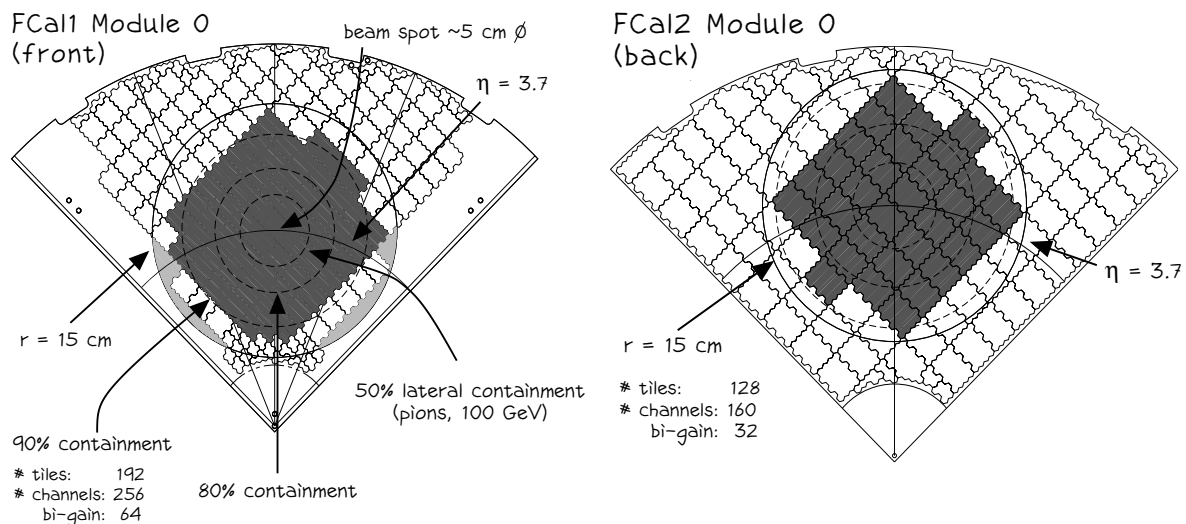 FCal1 Module 0
(front)
beam spot ~5 cm Ø
η = 3.7
r = 15 cm
50% lateral containment
(pions, 100 GeV)
90% containment
# tiles: 192
# channels: 256
bi-gain: 64
80% containment
FCal2 Module 0
(back)
η = 3.7
r = 15 cm
# tiles: 128
# channels: 160
bi-gain: 32